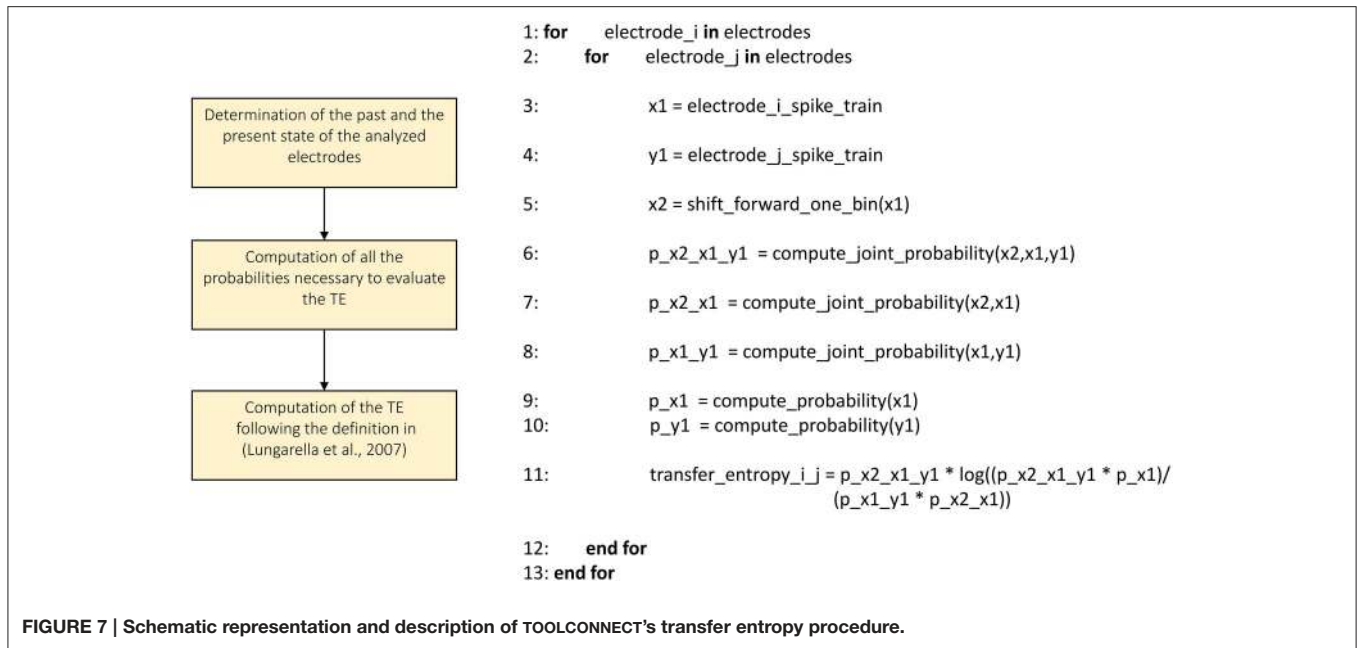 Determination of the past and the
present state of the analyzed
electrodes
Computation of all the
probabilities necessary to evaluate
the TE
Computation of the TE
following the definition in
(Lungarella et al., 2007)
1: for electrode_i in electrodes
2: for electrode_j in electrodes
3: x1 = electrode_i_spike_train
4: y1 = electrode_j_spike_train
5: x2 = shift_forward_one_bin(x1)
6: p_x2_x1_y1 = compute_joint_probability(x2,x1,y1)
7: p_x2_x1 = compute_joint_probability(x2,x1)
8: p_x1_y1 = compute_joint_probability(x1,y1)
9: p_x1 = compute_probability(x1)
10: p_y1 = compute_probability(y1)
11: transfer_entropy_i_j = p_x2_x1_y1 * log((p_x2_x1_y1 * p_x1)/
(p_x1_y1 * p_x2_x1))
12: end for
13: end for
FIGURE 7 | Schematic representation and description of TOOLCONNECT's transfer entropy procedure.